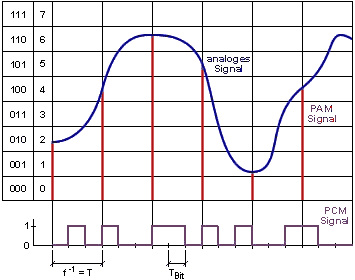 111 7
110 6
101 5
100 4
011 3
010 2
001 1
000 0
analoges
Signal
PAM
Signal
PCM
Signal
1
0
f⁻¹ = T
T_Bit